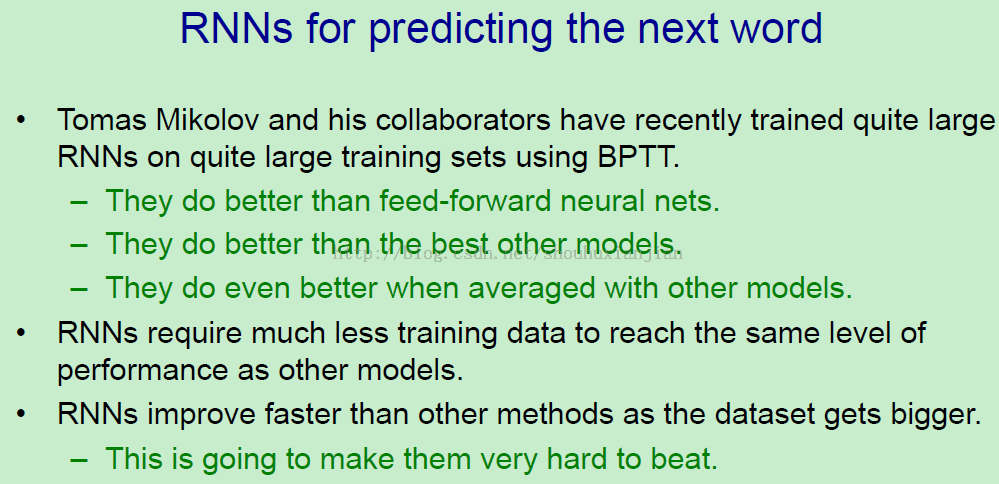 RNNs for predicting the next word
• Tomas Mikolov and his collaborators have recently trained quite large
RNNs on quite large training sets using BPTT.
– They do better than feed-forward neural nets.
– They do better than the best other models.
http://blog.csdn.net/shouhuxianjian
– They do even better when averaged with other models.
• RNNs require much less training data to reach the same level of
performance as other models.
• RNNs improve faster than other methods as the dataset gets bigger.
– This is going to make them very hard to beat.